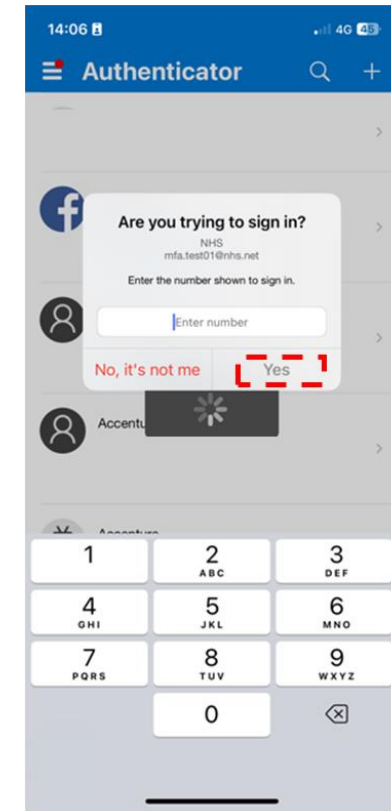 14:06
4G 45
Authenticator
Are you trying to sign in?
NHS
mfa.test01@nhs.net
Enter the number shown to sign in.
Enter number
No, it's not me
Yes
Accentu
1
2
ABC
3
DEF
4
GHI
5
JKL
6
MNO
7
PQRS
8
TUV
9
WXYZ
0